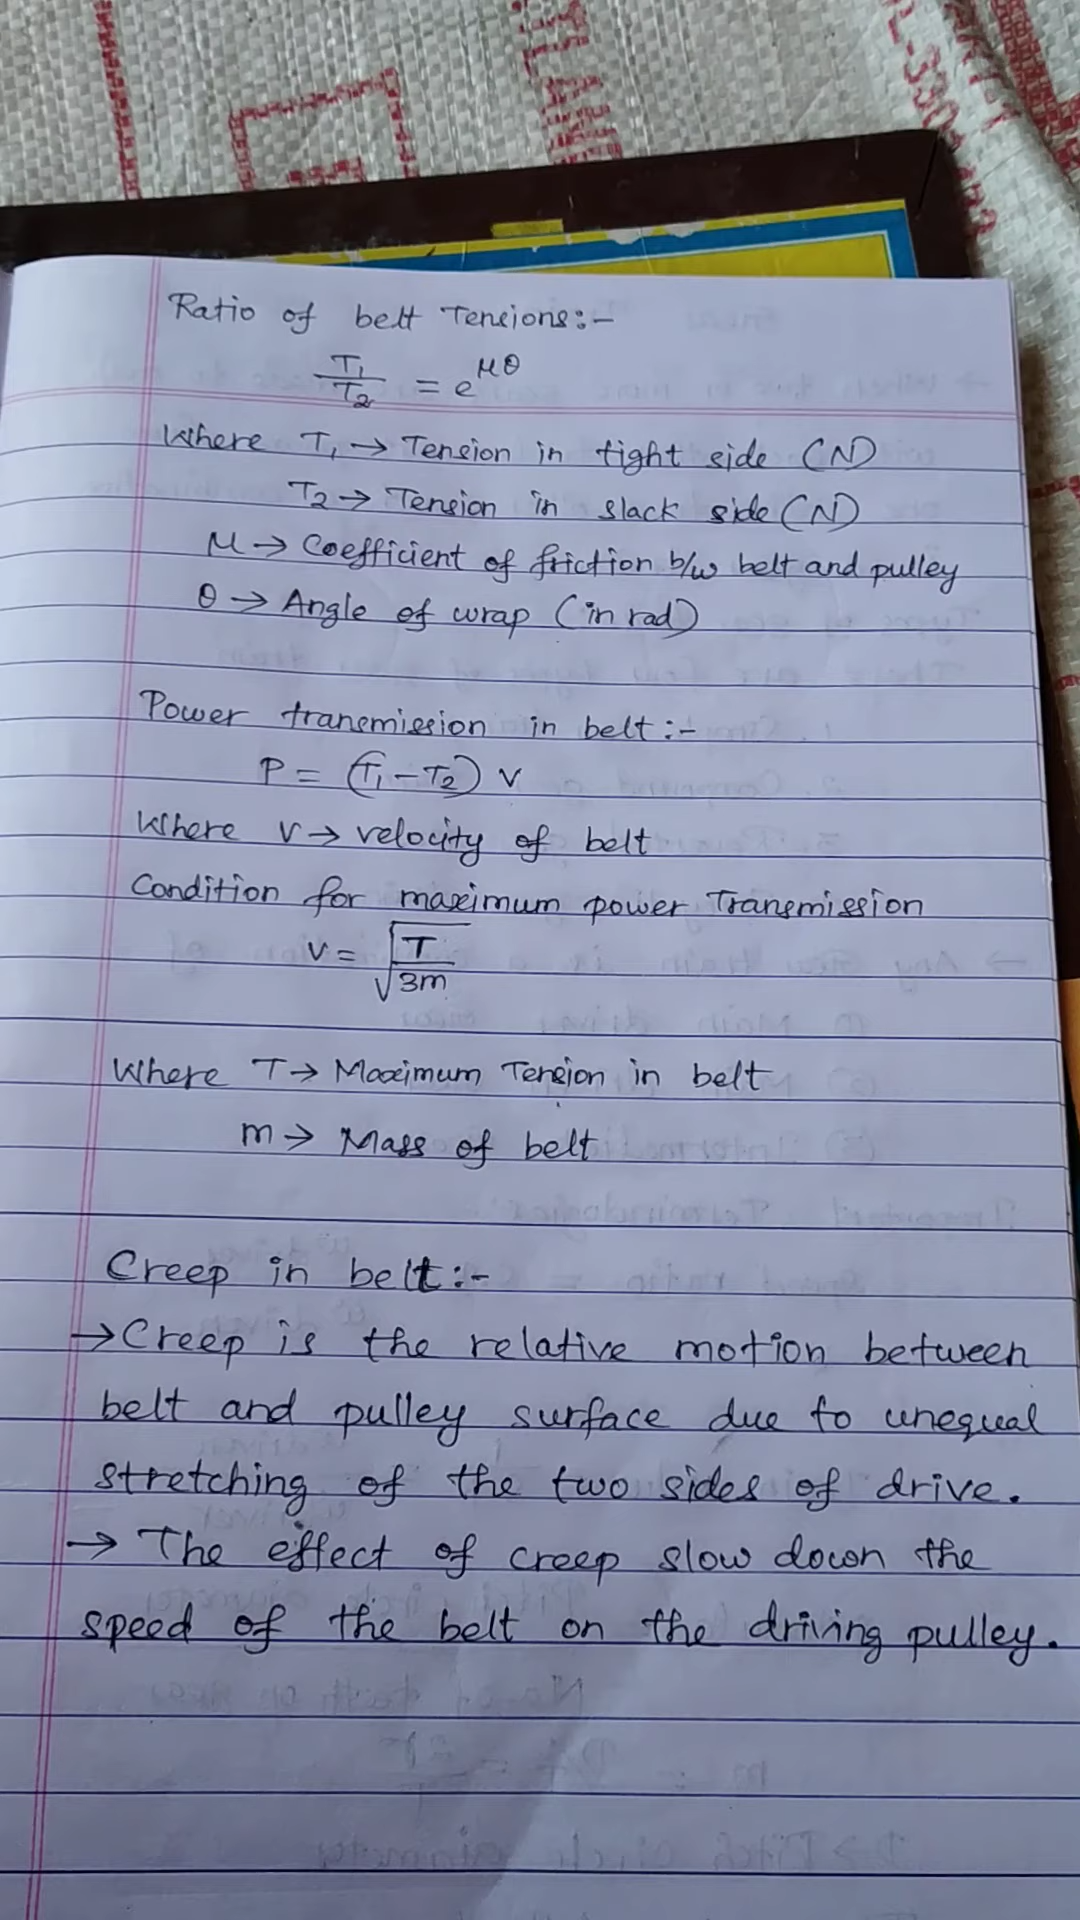 TLANE
Ratio of belt Tensions:-
T₁/T₂ = e^μθ
Where T₁ → Tension in tight side (N)
T₂ → Tension in slack side (N)
μ → Coefficient of friction b/w belt and pulley
θ → Angle of wrap (in rad)
Power transmission in belt :-
P = (T₁ - T₂) v
Where v → velocity of belt
Condition for maximum power Transmission
v = √(T/3m)
Where T → Maximum Tension in belt
m → Mass of belt
Creep in belt :-
→ Creep is the relative motion between
belt and pulley surface due to unequal
stretching of the two sides of drive.
→ The effect of creep slow down the
speed of the belt on the driving pulley.